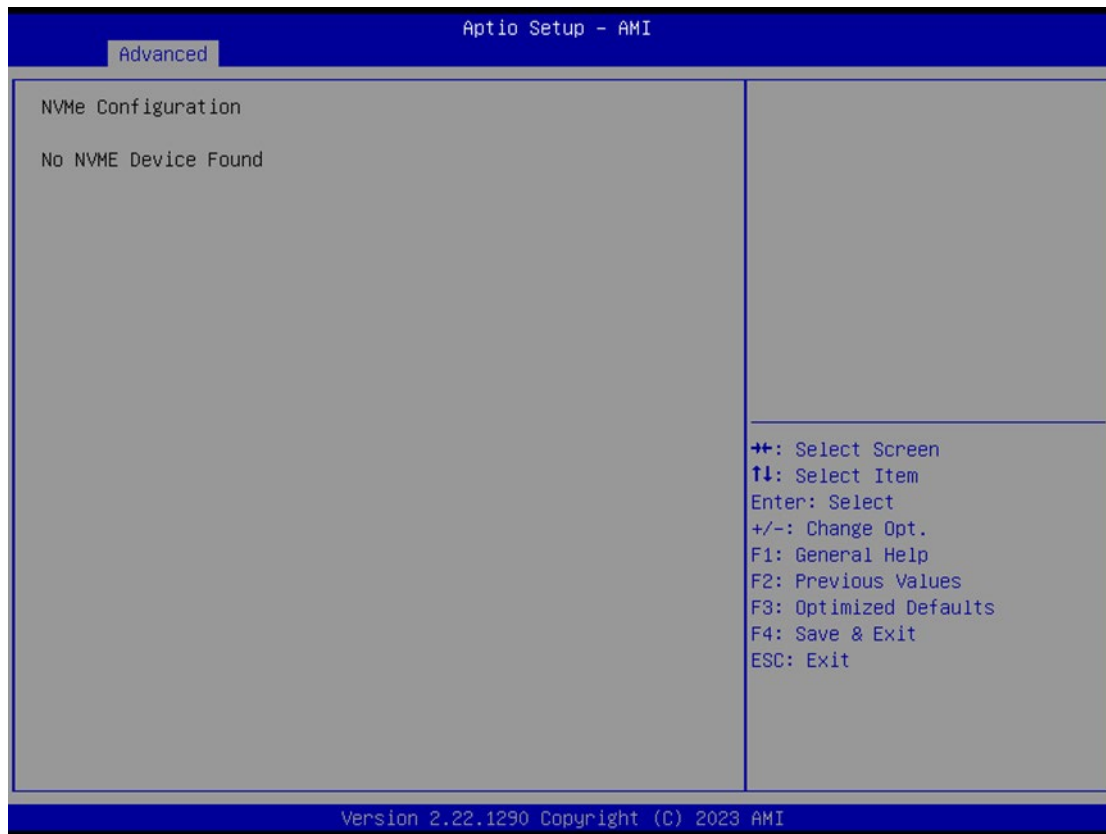 Aptio Setup – AMI
Advanced
NVMe Configuration
No NVME Device Found
→←: Select Screen
↑↓: Select Item
Enter: Select
+/-: Change Opt.
F1: General Help
F2: Previous Values
F3: Optimized Defaults
F4: Save & Exit
ESC: Exit
Version 2.22.1290 Copyright (C) 2023 AMI